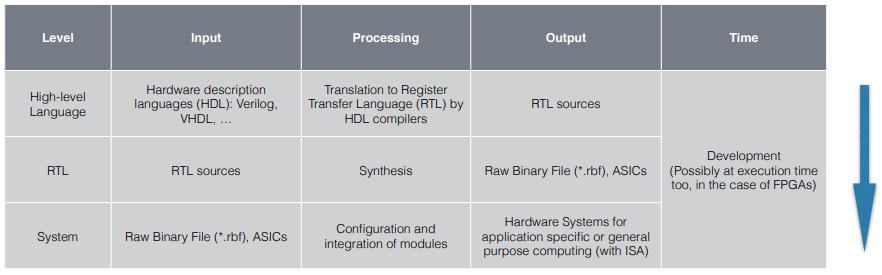 Level
Input
Processing
Output
Time
High-level
Language
Hardware description
languages (HDL): Verilog,
VHDL, …
Translation to Register
Transfer Language (RTL) by
HDL compilers
RTL sources
Development
(Possibly at execution time
too, in the case of FPGAs)
RTL
RTL sources
Synthesis
Raw Binary File (*.rbf), ASICs
System
Raw Binary File (*.rbf), ASICs
Configuration and
integration of modules
Hardware Systems for
application specific or general
purpose computing (with ISA)